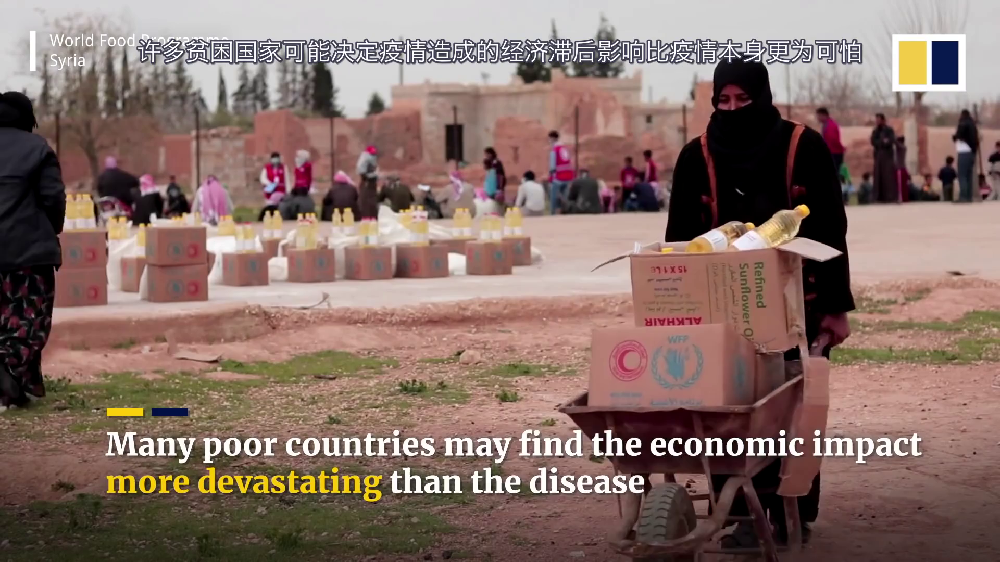 World Food Programme
Syria
许多贫困国家可能决定疫情造成的经济滞后影响比疫情本身更为可怕
15 X 1 Le
Refined
Sunflower O
ALKHAIR
WFP
Many poor countries may find the economic impact
more devastating than the disease